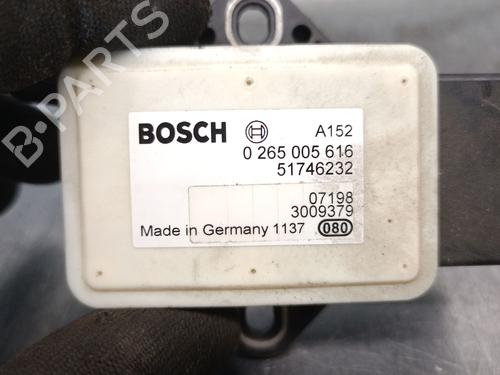 B-PARTS
BOSCH A152
0 265 005 616
51746232
07198
3009379
Made in Germany 1137 080